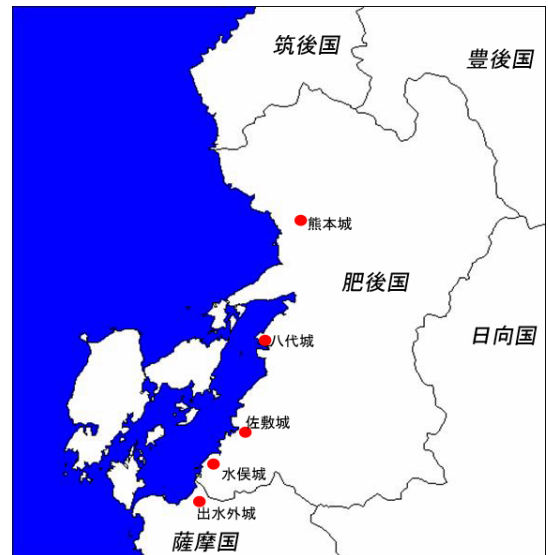 筑後国
豊後国
熊本城
肥後国
日向国
八代城
佐敷城
水俣城
出水外城
薩摩国